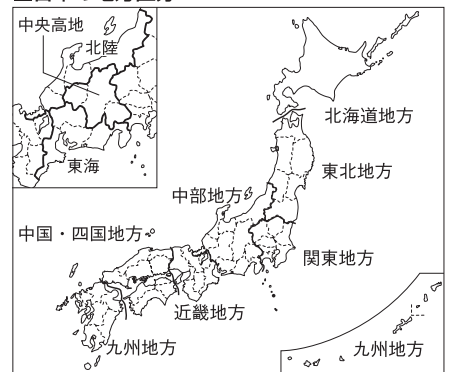 中央高地
北陸
東海
北海道地方
東北地方
中部地方
中国・四国地方
関東地方
近畿地方
九州地方
九州地方